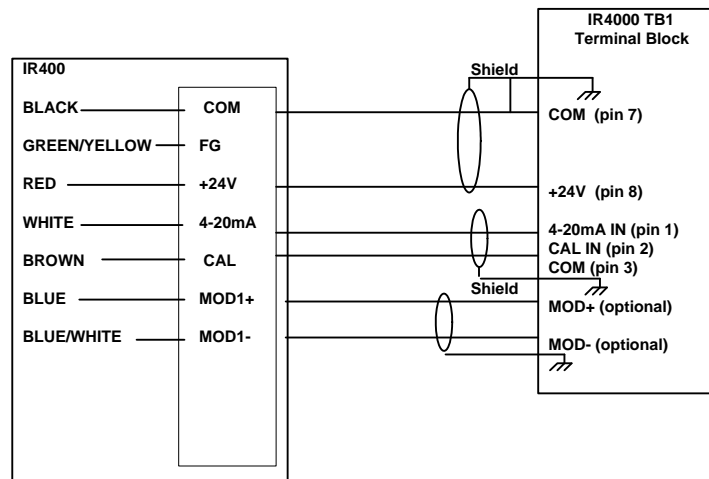 IR4000 TB1
Terminal Block
IR400
Shield
BLACK COM
COM (pin 7)
GREEN/YELLOW FG
RED +24V
+24V (pin 8)
WHITE 4-20mA
4-20mA IN (pin 1)
CAL IN (pin 2)
BROWN CAL
COM (pin 3)
Shield
BLUE MOD1+
MOD+ (optional)
BLUE/WHITE MOD1-
MOD- (optional)